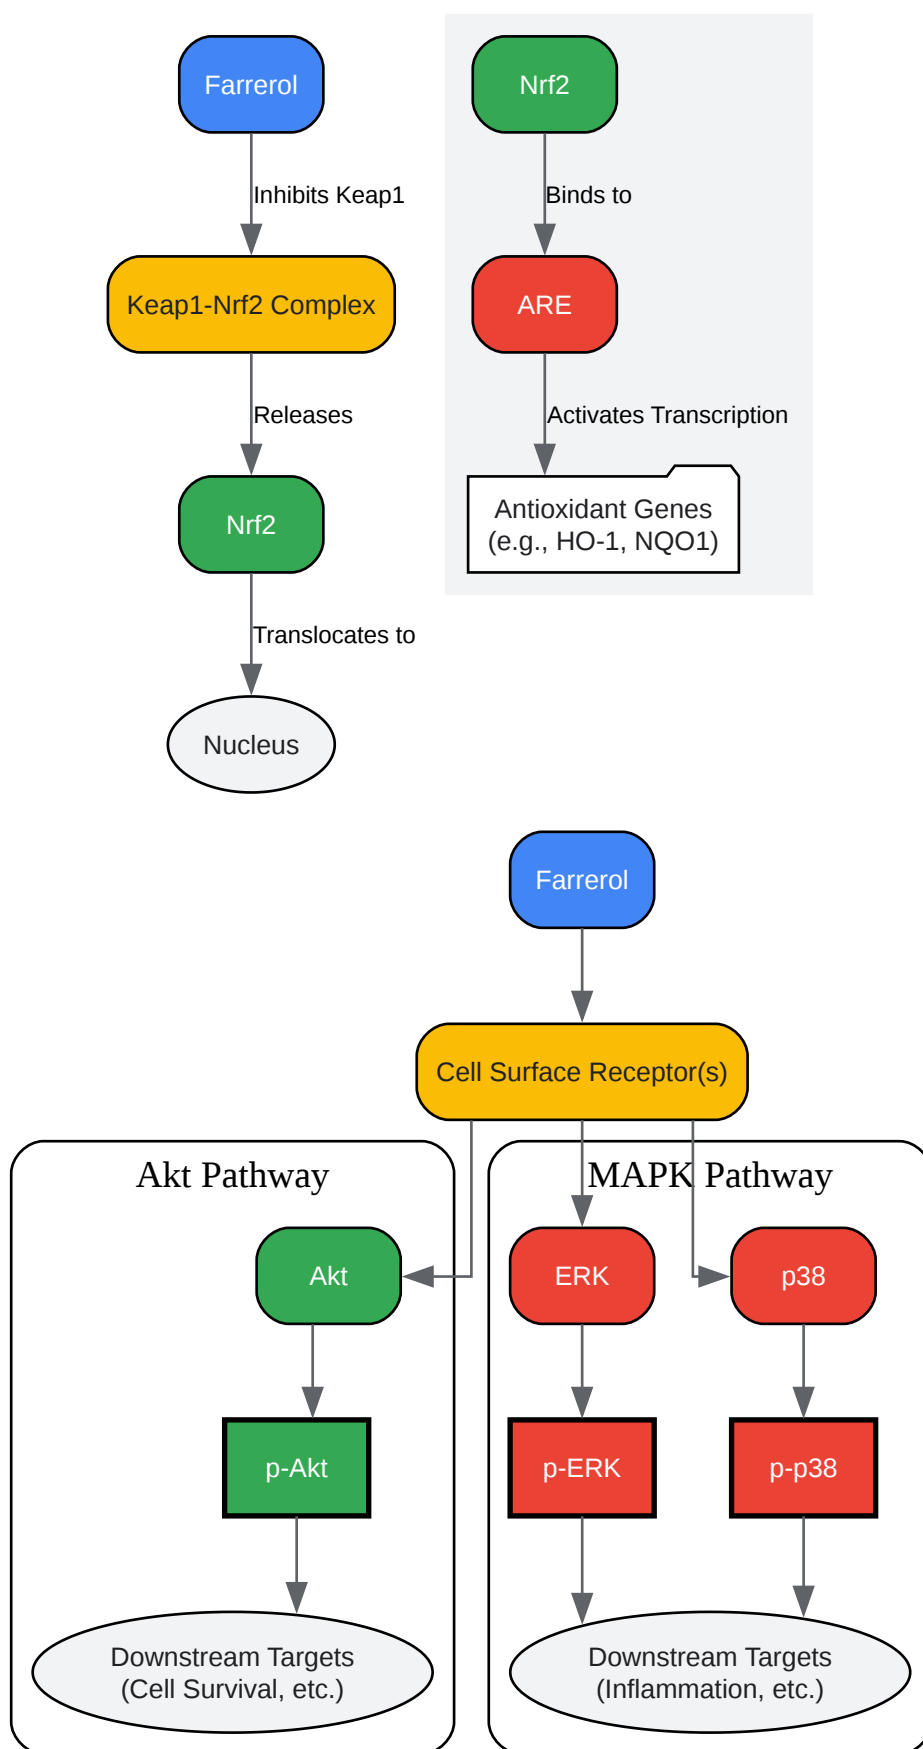 Farrerol
Inhibits Keap1
Keap1-Nrf2 Complex
Releases
Nrf2
Translocates to
Nucleus
Nrf2
Binds to
ARE
Activates Transcription
Antioxidant Genes
(e.g., HO-1, NQO1)
Farrerol
Cell Surface Receptor(s)
Akt Pathway
Akt
p-Akt
Downstream Targets
(Cell Survival, etc.)
MAPK Pathway
ERK
p38
p-ERK
p-p38
Downstream Targets
(Inflammation, etc.)